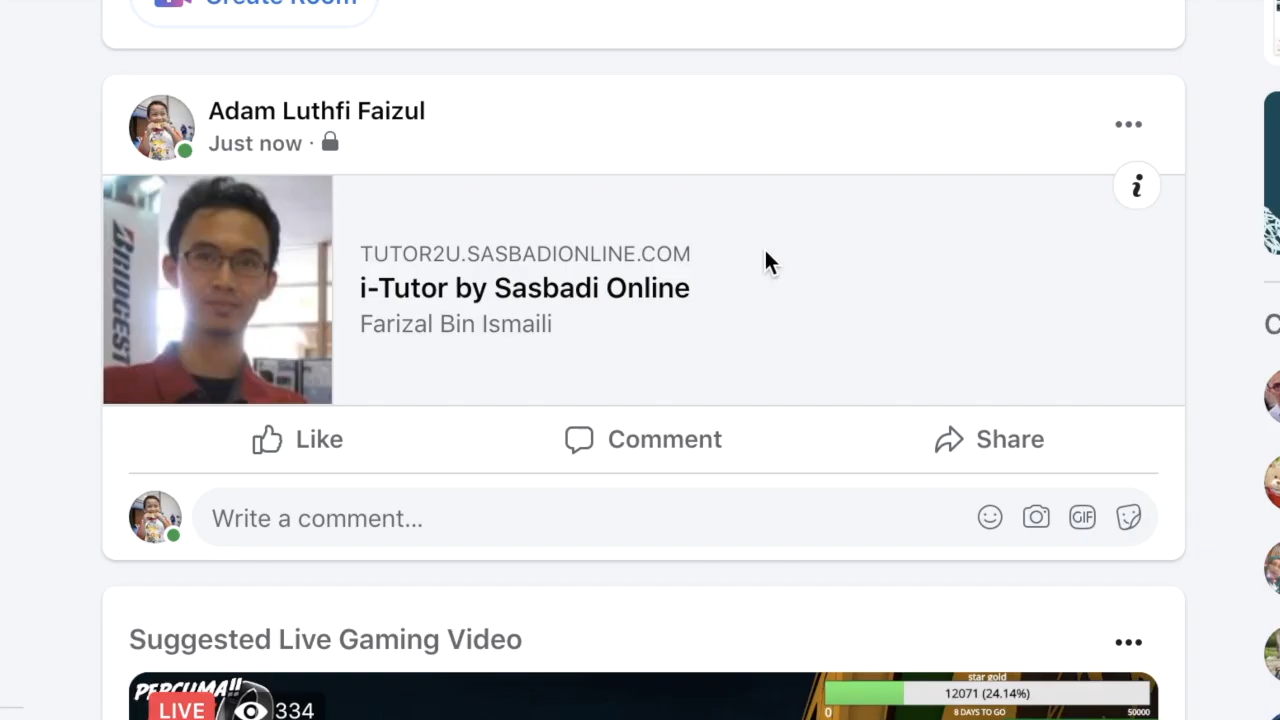 Create Room
Adam Luthfi Faizul
Just now ·
i
BRIDGEST
TUTOR2U.SASBADIONLINE.COM
i-Tutor by Sasbadi Online
Farizal Bin Ismaili
Like
Comment
Share
Write a comment...
GIF
Suggested Live Gaming Video
PERCUMA!!
LIVE
334
star gold
12071 (24.14%)
0
8 DAYS TO GO
50000